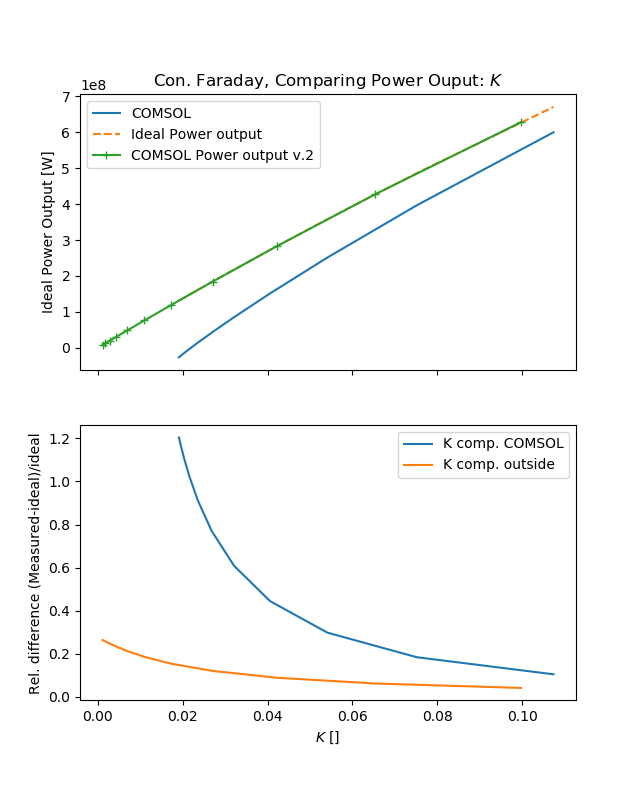 Con. Faraday, Comparing Power Ouput: K
1e8
7
6
5
4
3
2
1
0
Ideal Power Output [W]
COMSOL
Ideal Power output
COMSOL Power output v.2
1.2
1.0
0.8
0.6
0.4
0.2
0.0
Rel. difference (Measured-ideal)/ideal
K comp. COMSOL
K comp. outside
0.00 0.02 0.04 0.06 0.08 0.10
K []